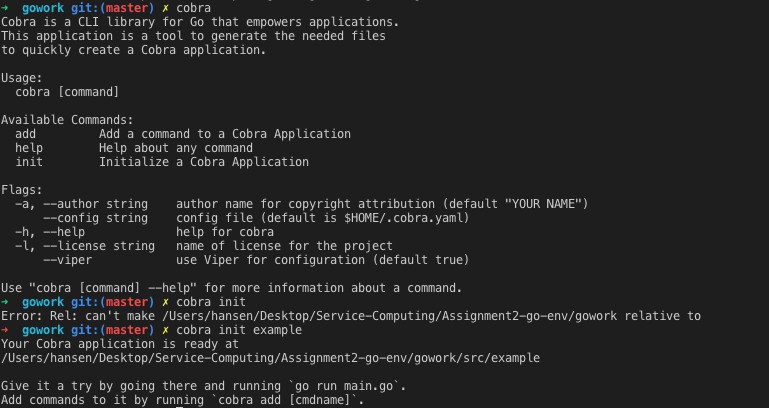 ➜  gowork git:(master) ✗ cobra
Cobra is a CLI library for Go that empowers applications.
This application is a tool to generate the needed files
to quickly create a Cobra application.

Usage:
  cobra [command]

Available Commands:
  add         Add a command to a Cobra Application
  help        Help about any command
  init        Initialize a Cobra Application

Flags:
  -a, --author string    author name for copyright attribution (default "YOUR NAME")
      --config string    config file (default is $HOME/.cobra.yaml)
  -h, --help             help for cobra
  -l, --license string   name of license for the project
      --viper            use Viper for configuration (default true)

Use "cobra [command] --help" for more information about a command.
➜  gowork git:(master) ✗ cobra init
Error: Rel: can't make /Users/hansen/Desktop/Service-Computing/Assignment2-go-env/gowork relative to
➜  gowork git:(master) ✗ cobra init example
Your Cobra application is ready at
/Users/hansen/Desktop/Service-Computing/Assignment2-go-env/gowork/src/example

Give it a try by going there and running `go run main.go`.
Add commands to it by running `cobra add [cmdname]`.